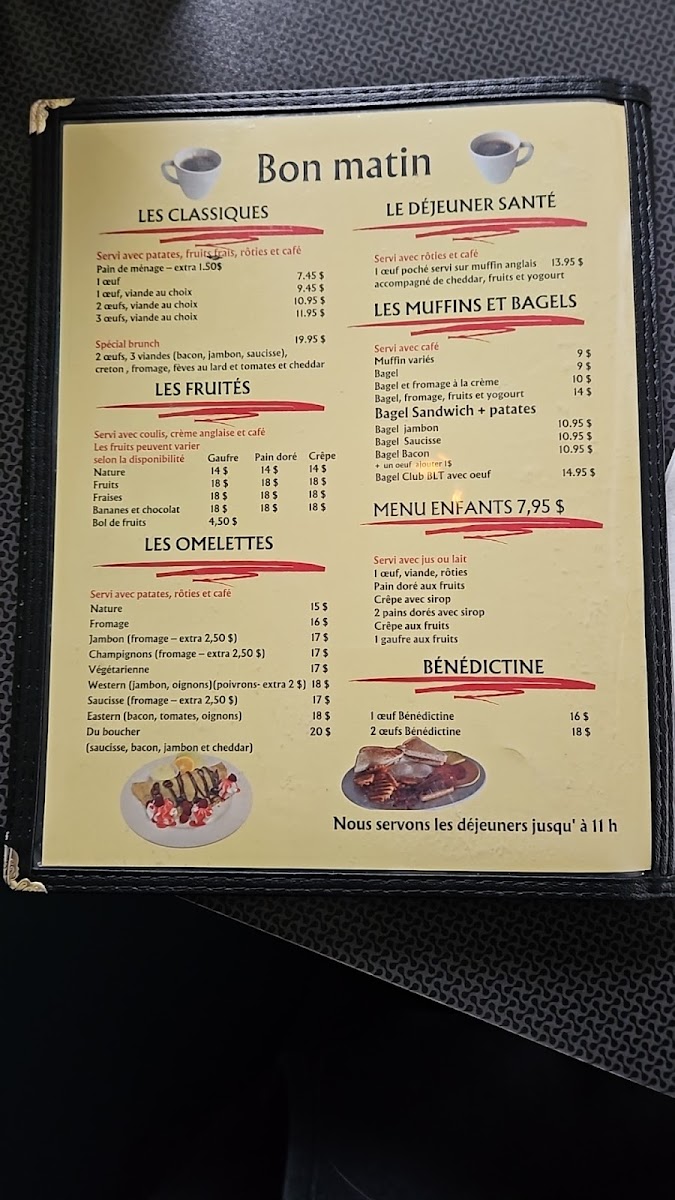 Bon matin
LES CLASSIQUES
Servi avec patates, fruits frais, rôties et café
Pain de ménage – extra 1.50$
1 œuf 7.45 $
1 œuf, viande au choix 9.45 $
2 œufs, viande au choix 10.95 $
3 œufs, viande au choix 11.95 $
Spécial brunch 19.95 $
2 œufs, 3 viandes (bacon, jambon, saucisse),
creton , fromage, fèves au lard et tomates et cheddar
LES FRUITÉS
Servi avec coulis, crème anglaise et café
Les fruits peuvent varier
selon la disponibilité Gaufre Pain doré Crêpe
Nature 14 $ 14 $ 14 $
Fruits 18 $ 18 $ 18 $
Fraises 18 $ 18 $ 18 $
Bananes et chocolat 18 $ 18 $ 18 $
Bol de fruits 4,50 $
LES OMELETTES
Servi avec patates, rôties et café
Nature 15 $
Fromage 16 $
Jambon (fromage – extra 2,50 $) 17 $
Champignons (fromage – extra 2,50 $) 17 $
Végétarienne 17 $
Western (jambon, oignons)(poivrons- extra 2 $) 18 $
Saucisse (fromage – extra 2,50 $) 17 $
Eastern (bacon, tomates, oignons) 18 $
Du boucher 20 $
(saucisse, bacon, jambon et cheddar)
LE DÉJEUNER SANTÉ
Servi avec rôties et café
1 œuf poché servi sur muffin anglais 13.95 $
accompagné de cheddar, fruits et yogourt
LES MUFFINS ET BAGELS
Servi avec café
Muffin variés 9 $
Bagel 9 $
Bagel et fromage à la crème 10 $
Bagel, fromage, fruits et yogourt 14 $
Bagel Sandwich + patates
Bagel jambon 10.95 $
Bagel Saucisse 10.95 $
Bagel Bacon 10.95 $
+ un oeuf ajouter 1$
Bagel Club BLT avec oeuf 14.95 $
MENU ENFANTS 7,95 $
Servi avec jus ou lait
1 œuf, viande, rôties
Pain doré aux fruits
Crêpe avec sirop
2 pains dorés avec sirop
Crêpe aux fruits
1 gaufre aux fruits
BÉNÉDICTINE
1 œuf Bénédictine 16 $
2 œufs Bénédictine 18 $
Nous servons les déjeuners jusqu' à 11 h